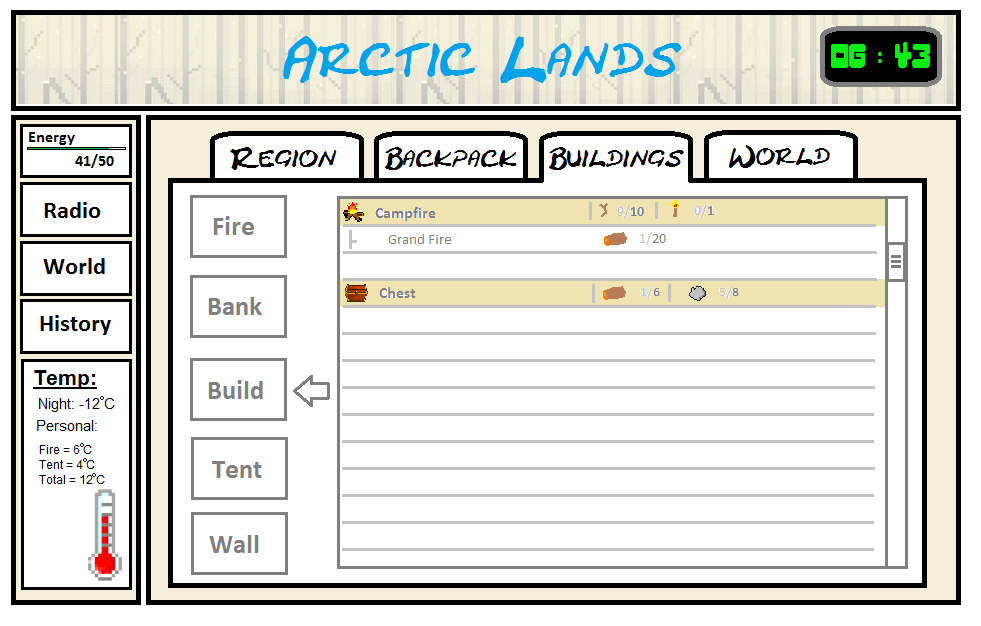 ARCTIC LANDS
06:43
Energy
41/50
Radio
World
History
Temp:
Night: -12°C
Personal:
Fire = 6°C
Tent = 4°C
Total = 12°C
REGION
BACKPACK
BUILDINGS
WORLD
Fire
Bank
Build
Tent
Wall
Campfire 9/10 0/1
Grand Fire 1/20
Chest 1/6 5/8